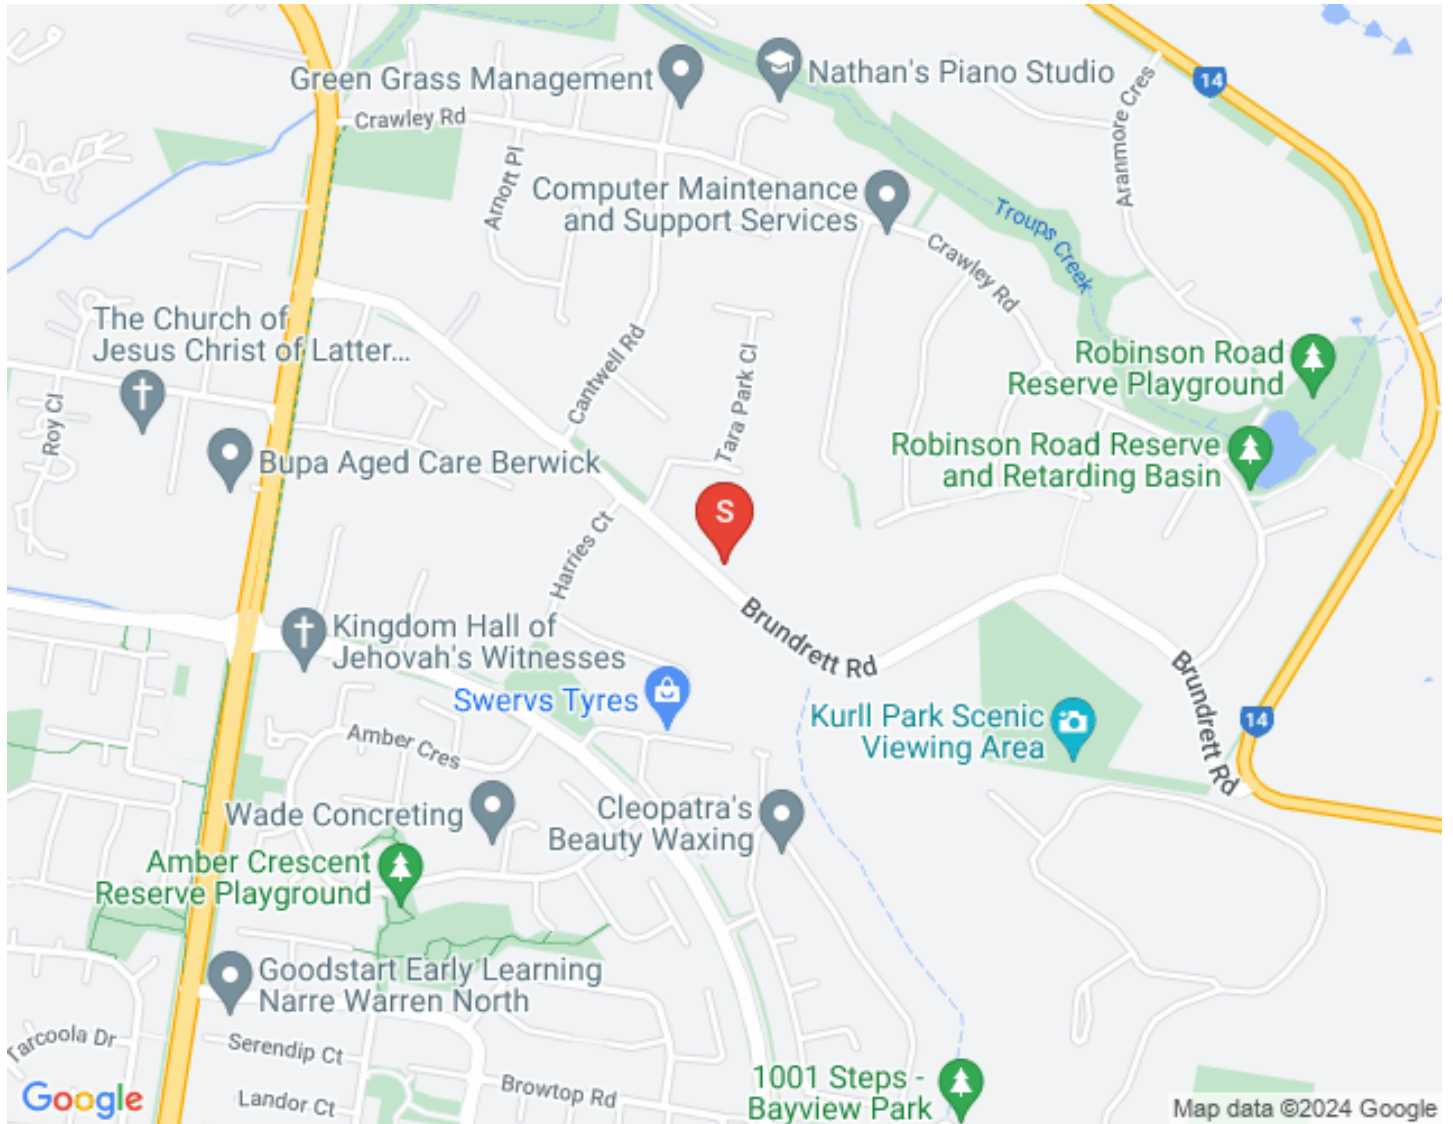 14
Green Grass Management
Nathan's Piano Studio
Crawley Rd
Arnott Pl
Aranmore Cres
Computer Maintenance
and Support Services
Troups Creek
Crawley Rd
The Church of
Jesus Christ of Latter...
Cantwell Rd
Tara Park Cl
Robinson Road
Reserve Playground
Roy Cl
Bupa Aged Care Berwick
Robinson Road Reserve
and Retarding Basin
S
Harries Ct
Kingdom Hall of
Jehovah's Witnesses
Brundrett Rd
Swervs Tyres
Kurll Park Scenic
Viewing Area
Brundrett Rd
14
Amber Cres
Wade Concreting
Cleopatra's
Beauty Waxing
Amber Crescent
Reserve Playground
Goodstart Early Learning
Narre Warren North
Tarcoola Dr
Serendip Ct
Browtop Rd
Landor Ct
1001 Steps -
Bayview Park
Google
Map data ©2024 Google